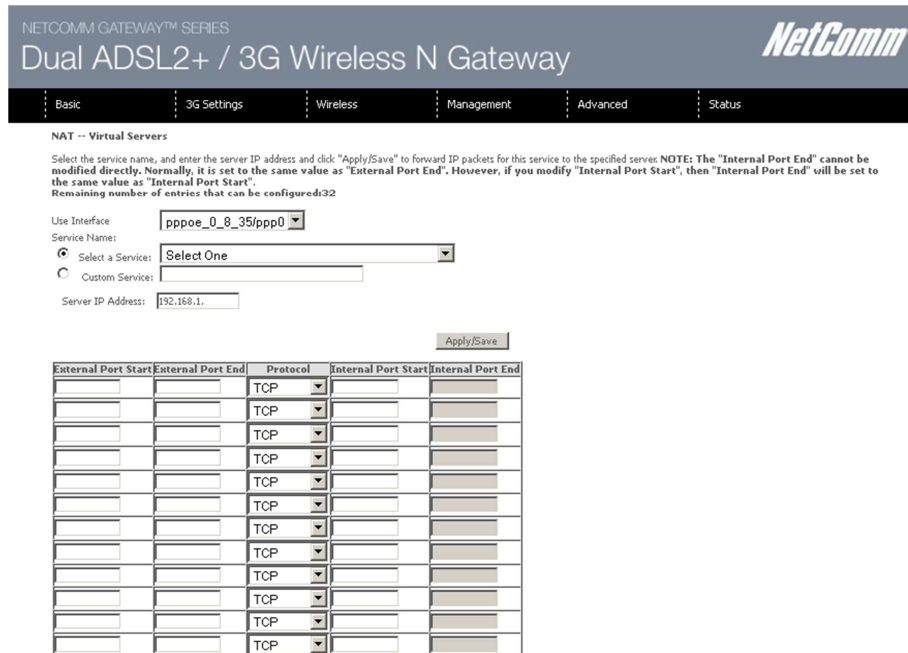 NETCOMM GATEWAY™ SERIES
Dual ADSL2+ / 3G Wireless N Gateway
NetComm
Basic 3G Settings Wireless Management Advanced Status
NAT -- Virtual Servers
Select the service name, and enter the server IP address and click "Apply/Save" to forward IP packets for this service to the specified server. NOTE: The "Internal Port End" cannot be
modified directly. Normally, it is set to the same value as "External Port End". However, if you modify "Internal Port Start", then "Internal Port End" will be set to
the same value as "Internal Port Start".
Remaining number of entries that can be configured:32
Use Interface pppoe_0_8_35/ppp0
Service Name:
Select a Service: Select One
Custom Service:
Server IP Address: 192.168.1.
Apply/Save
External Port Start External Port End Protocol Internal Port Start Internal Port End
TCP
TCP
TCP
TCP
TCP
TCP
TCP
TCP
TCP
TCP
TCP
TCP